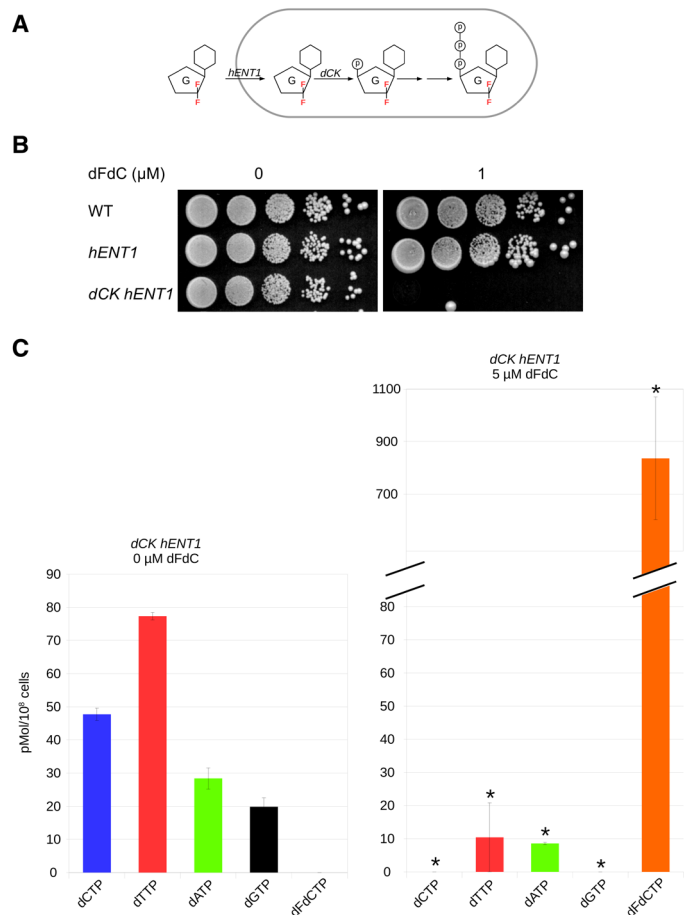 A
hENT1
dCK
G
F
F
G
F
F
P
G
F
F
P
P
P
G
F
F
B
dFdC (µM)
0
1
WT
hENT1
dCK hENT1
C
dCK hENT1
5 µM dFdC
1100
900
700
dCK hENT1
0 µM dFdC
pMol/10⁸ cells
90
80
70
60
50
40
30
20
10
0
dCTP
dTTP
dATP
dGTP
dFdCTP
80
70
60
50
40
30
20
10
0
*
*
*
*
*
dCTP
dTTP
dATP
dGTP
dFdCTP